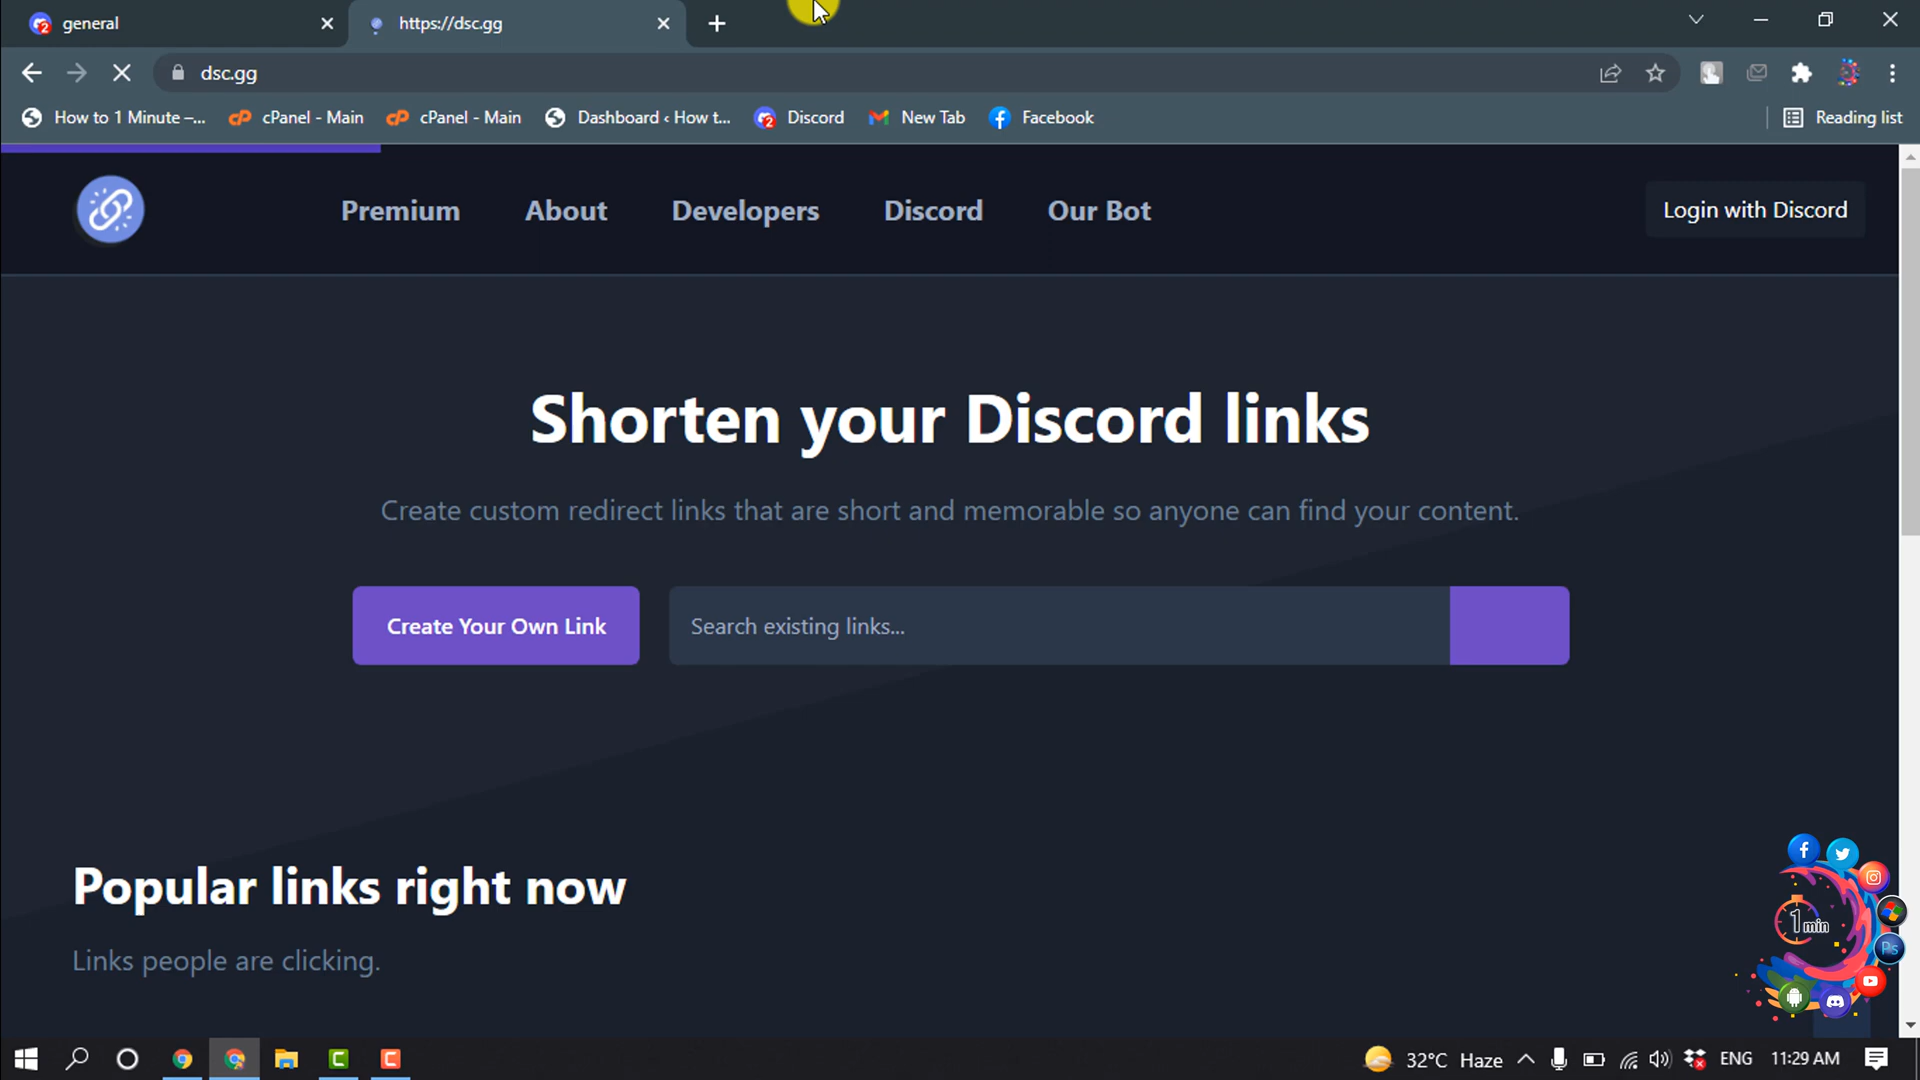 general
https://dsc.gg
dsc.gg
How to 1 Minute –...
cPanel - Main
cPanel - Main
Dashboard ‹ How t...
Discord
New Tab
Facebook
Reading list
Premium
About
Developers
Discord
Our Bot
Login with Discord
Shorten your Discord links
Create custom redirect links that are short and memorable so anyone can find your content.
Create Your Own Link
Search existing links...
Popular links right now
Links people are clicking.
1 min
Ps
32°C Haze
ENG
11:29 AM